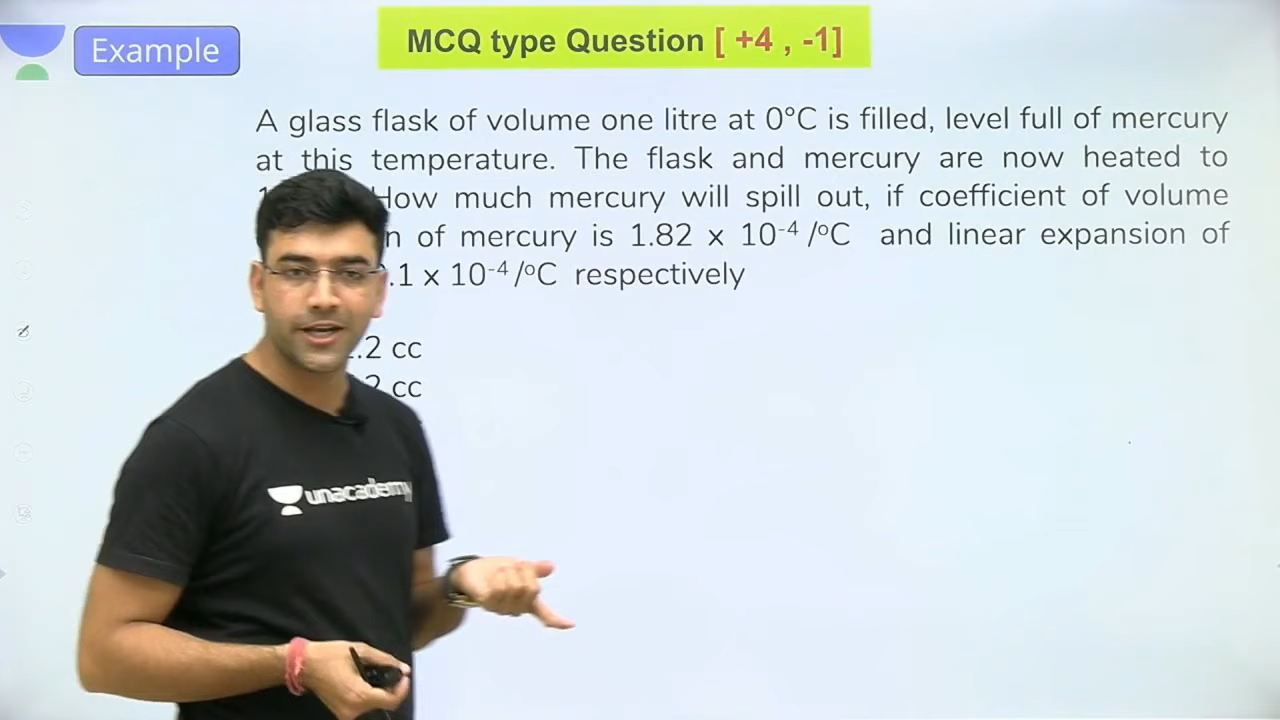 Example
MCQ type Question [ +4 , -1]
A glass flask of volume one litre at 0°C is filled, level full of mercury
at this temperature. The flask and mercury are now heated to
How much mercury will spill out, if coefficient of volume
of mercury is 1.82 x 10⁻⁴ /°C and linear expansion of
.1 x 10⁻⁴/°C respectively
.2 cc
2 cc
unacademy